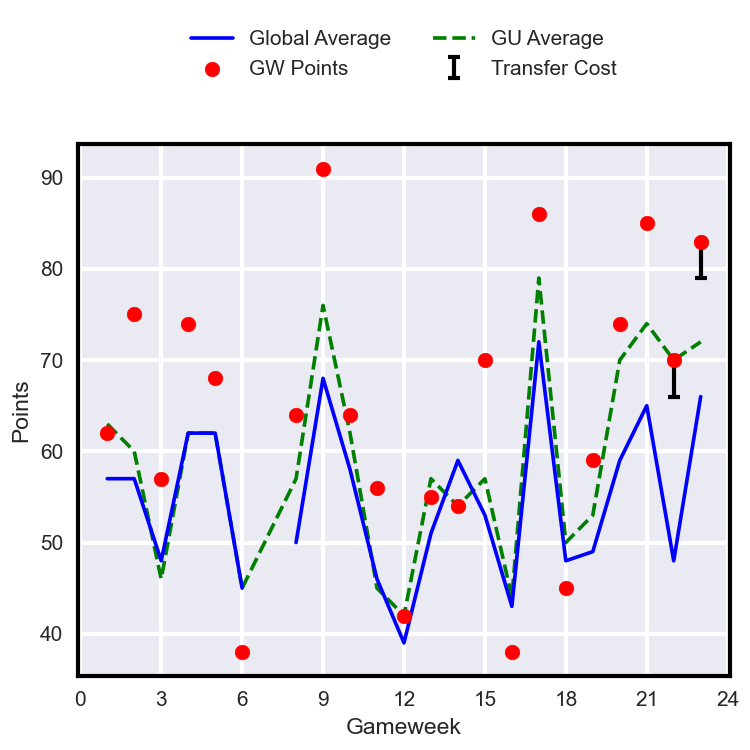 Global Average
GU Average
GW Points
Transfer Cost
90
80
70
60
50
40
Points
0 3 6 9 12 15 18 21 24
Gameweek